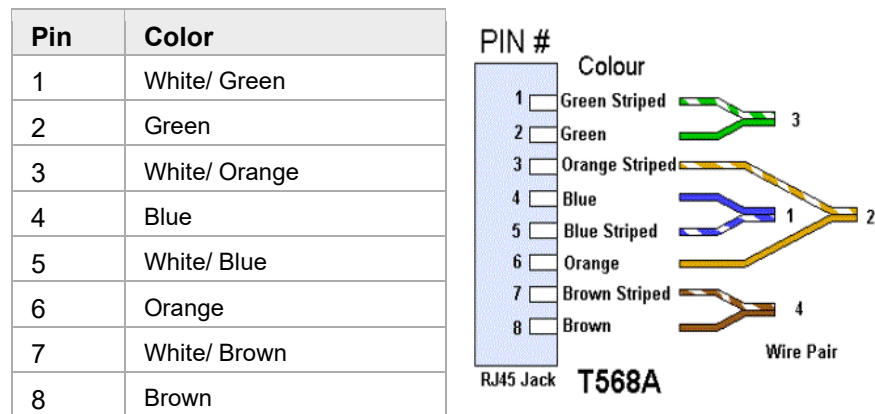 Pin Color
1 White/ Green
2 Green
3 White/ Orange
4 Blue
5 White/ Blue
6 Orange
7 White/ Brown
8 Brown
PIN #
Colour
1 Green Striped
2 Green
3
3 Orange Striped
4 Blue
5 Blue Striped
1
2
6 Orange
7 Brown Striped
8 Brown
4
Wire Pair
RJ45 Jack T568A